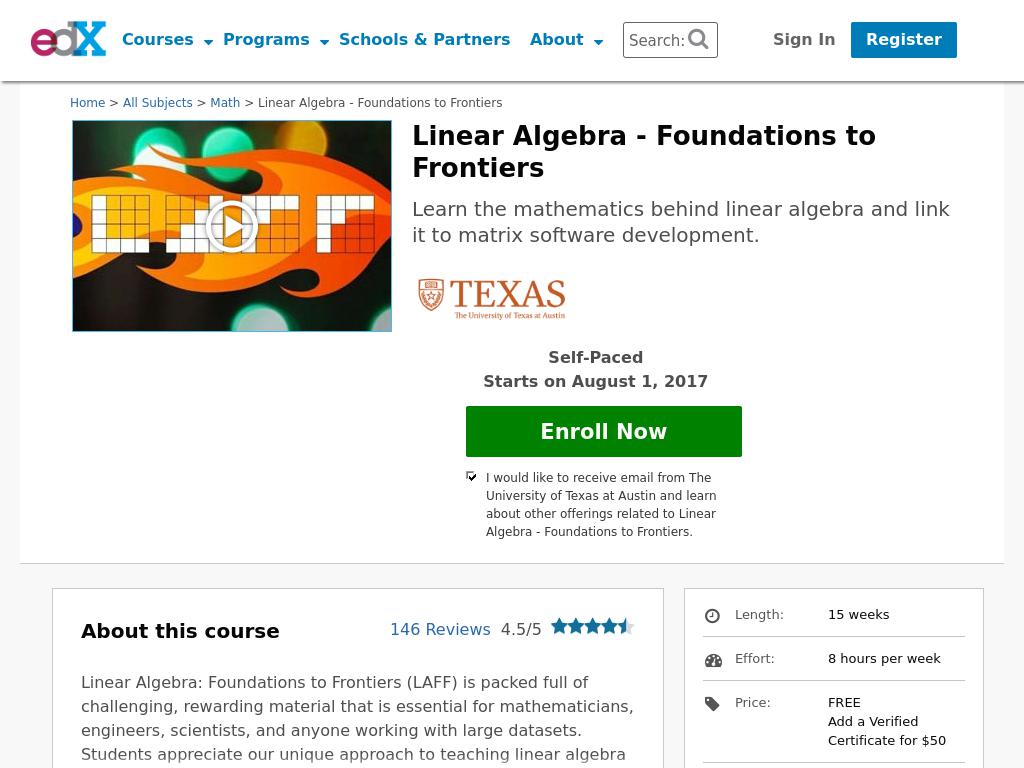 edX Courses Programs Schools & Partners About Search: Sign In Register
Home > All Subjects > Math > Linear Algebra - Foundations to Frontiers
LAFF
Linear Algebra - Foundations to
Frontiers
Learn the mathematics behind linear algebra and link
it to matrix software development.
TEXAS
The University of Texas at Austin
Self-Paced
Starts on August 1, 2017
Enroll Now
I would like to receive email from The
University of Texas at Austin and learn
about other offerings related to Linear
Algebra - Foundations to Frontiers.
About this course 146 Reviews 4.5/5
Linear Algebra: Foundations to Frontiers (LAFF) is packed full of
challenging, rewarding material that is essential for mathematicians,
engineers, scientists, and anyone working with large datasets.
Students appreciate our unique approach to teaching linear algebra
Length: 15 weeks
Effort: 8 hours per week
Price: FREE
Add a Verified
Certificate for $50